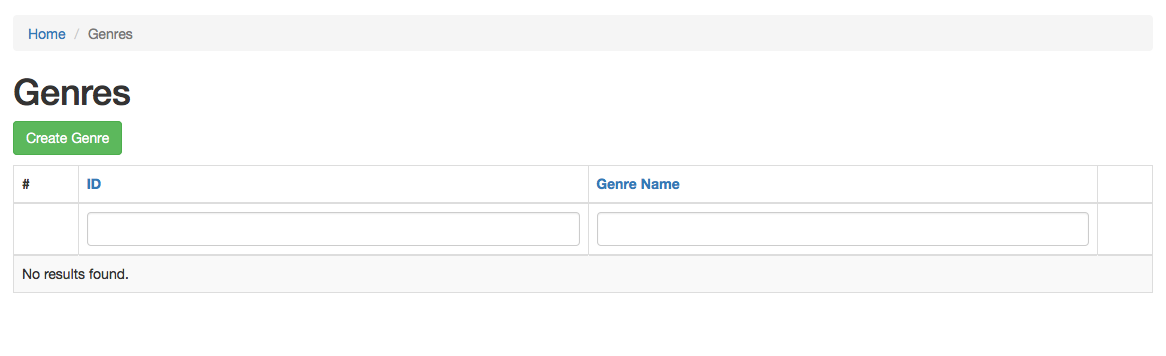 Home / Genres
Genres
Create Genre
# ID Genre Name
No results found.